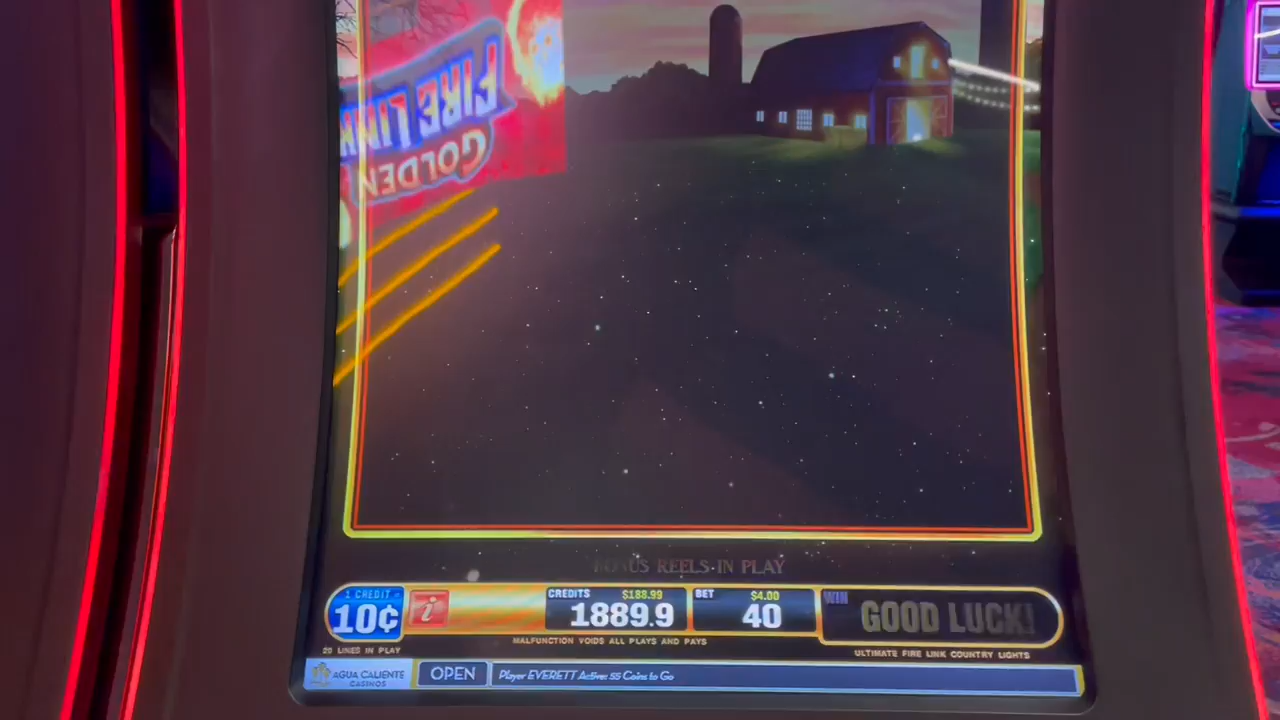 FIRE LINK
GOLDEN
BONUS REELS IN PLAY
1 CREDIT =
10¢
i
CREDITS $188.99
1889.9
BET $4.00
40
WIN
GOOD LUCK!
20 LINES IN PLAY
MALFUNCTION VOIDS ALL PLAYS AND PAYS
ULTIMATE FIRE LINK COUNTRY LIGHTS
AGUA CALIENTE
CASINOS
OPEN
Player EVERETT Active: 55 Coins to Go